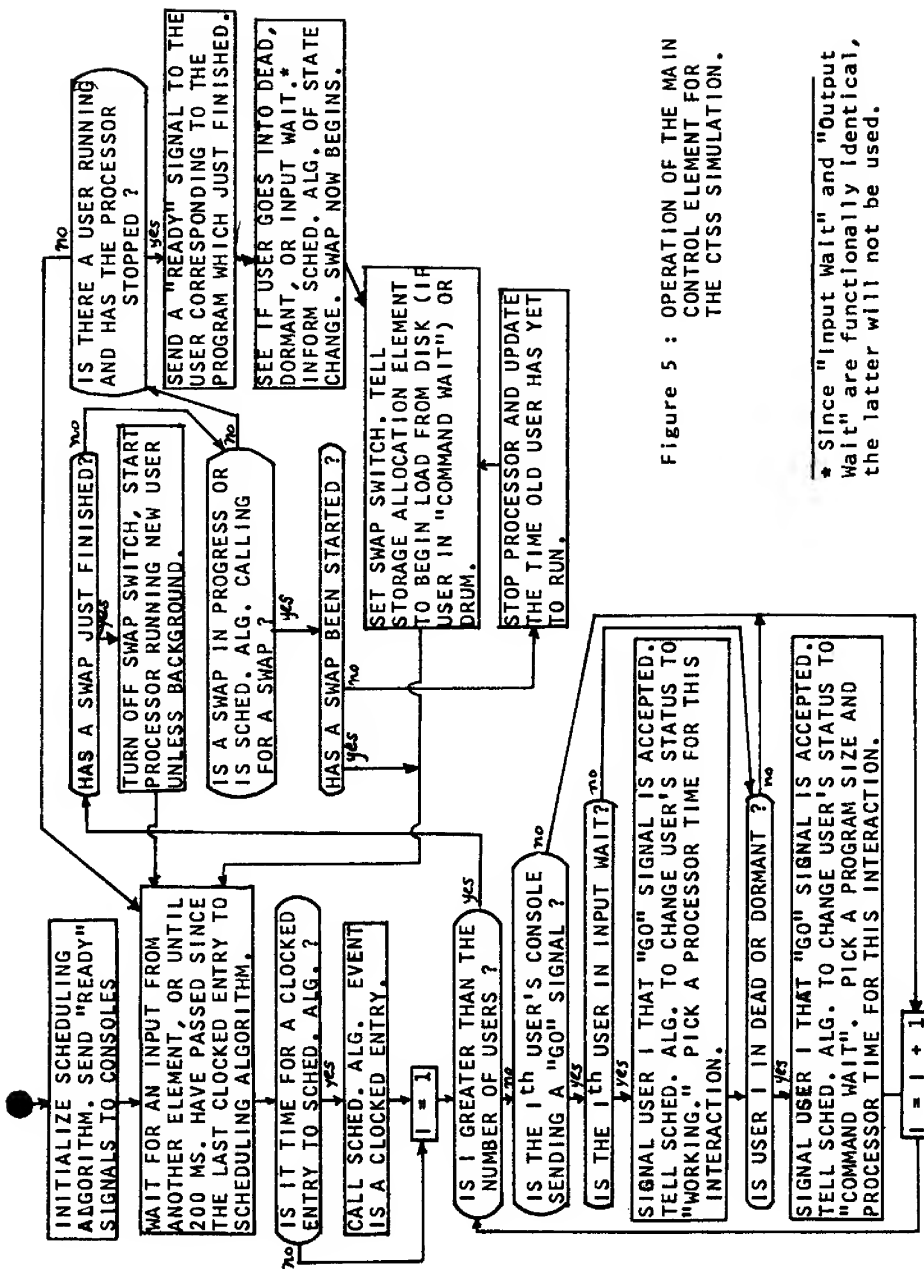 INITIALIZE SCHEDULING
ALGORITHM. SEND "READY"
SIGNALS TO CONSOLES
WAIT FOR AN INPUT FROM
ANOTHER ELEMENT, OR UNTIL
200 MS. HAVE PASSED SINCE
THE LAST CLOCKED ENTRY TO
SCHEDULING ALGORITHM.
IS IT TIME FOR A CLOCKED
ENTRY TO SCHED. ALG. ?
no
yes
CALL SCHED. ALG. EVENT
IS A CLOCKED ENTRY.
I = 1
IS I GREATER THAN THE
NUMBER OF USERS ?
yes
no
IS THE I th USER'S CONSOLE
SENDING A "GO" SIGNAL ?
no
yes
IS THE I th USER IN INPUT WAIT?
no
yes
SIGNAL USER I THAT "GO" SIGNAL IS ACCEPTED.
TELL SCHED. ALG. TO CHANGE USER'S STATUS TO
"WORKING." PICK A PROCESSOR TIME FOR THIS
INTERACTION.
IS USER I IN DEAD OR DORMANT ?
no
yes
SIGNAL USER I THAT "GO" SIGNAL IS ACCEPTED.
TELL SCHED. ALG. TO CHANGE USER'S STATUS TO
"COMMAND WAIT". PICK A PROGRAM SIZE AND
PROCESSOR TIME FOR THIS INTERACTION.
I = I + 1
HAS A SWAP JUST FINISHED?
no
yes
TURN OFF SWAP SWITCH, START
PROCESSOR RUNNING NEW USER
UNLESS BACKGROUND.
IS A SWAP IN PROGRESS OR
IS SCHED. ALG. CALLING
FOR A SWAP ?
no
yes
HAS A SWAP BEEN STARTED ?
yes
no
STOP PROCESSOR AND UPDATE
THE TIME OLD USER HAS YET
TO RUN.
SET SWAP SWITCH. TELL
STORAGE ALLOCATION ELEMENT
TO BEGIN LOAD FROM DISK (IF
USER IN "COMMAND WAIT") OR
DRUM.
IS THERE A USER RUNNING
AND HAS THE PROCESSOR
STOPPED ?
no
yes
SEND A "READY" SIGNAL TO THE
USER CORRESPONDING TO THE
PROGRAM WHICH JUST FINISHED.
SEE IF USER GOES INTO DEAD,
DORMANT, OR INPUT WAIT.*
INFORM SCHED. ALG. OF STATE
CHANGE. SWAP NOW BEGINS.
Figure 5 : OPERATION OF THE MAIN
CONTROL ELEMENT FOR
THE CTSS SIMULATION.
* Since "Input Wait" and "Output
Wait" are functionally identical,
the latter will not be used.